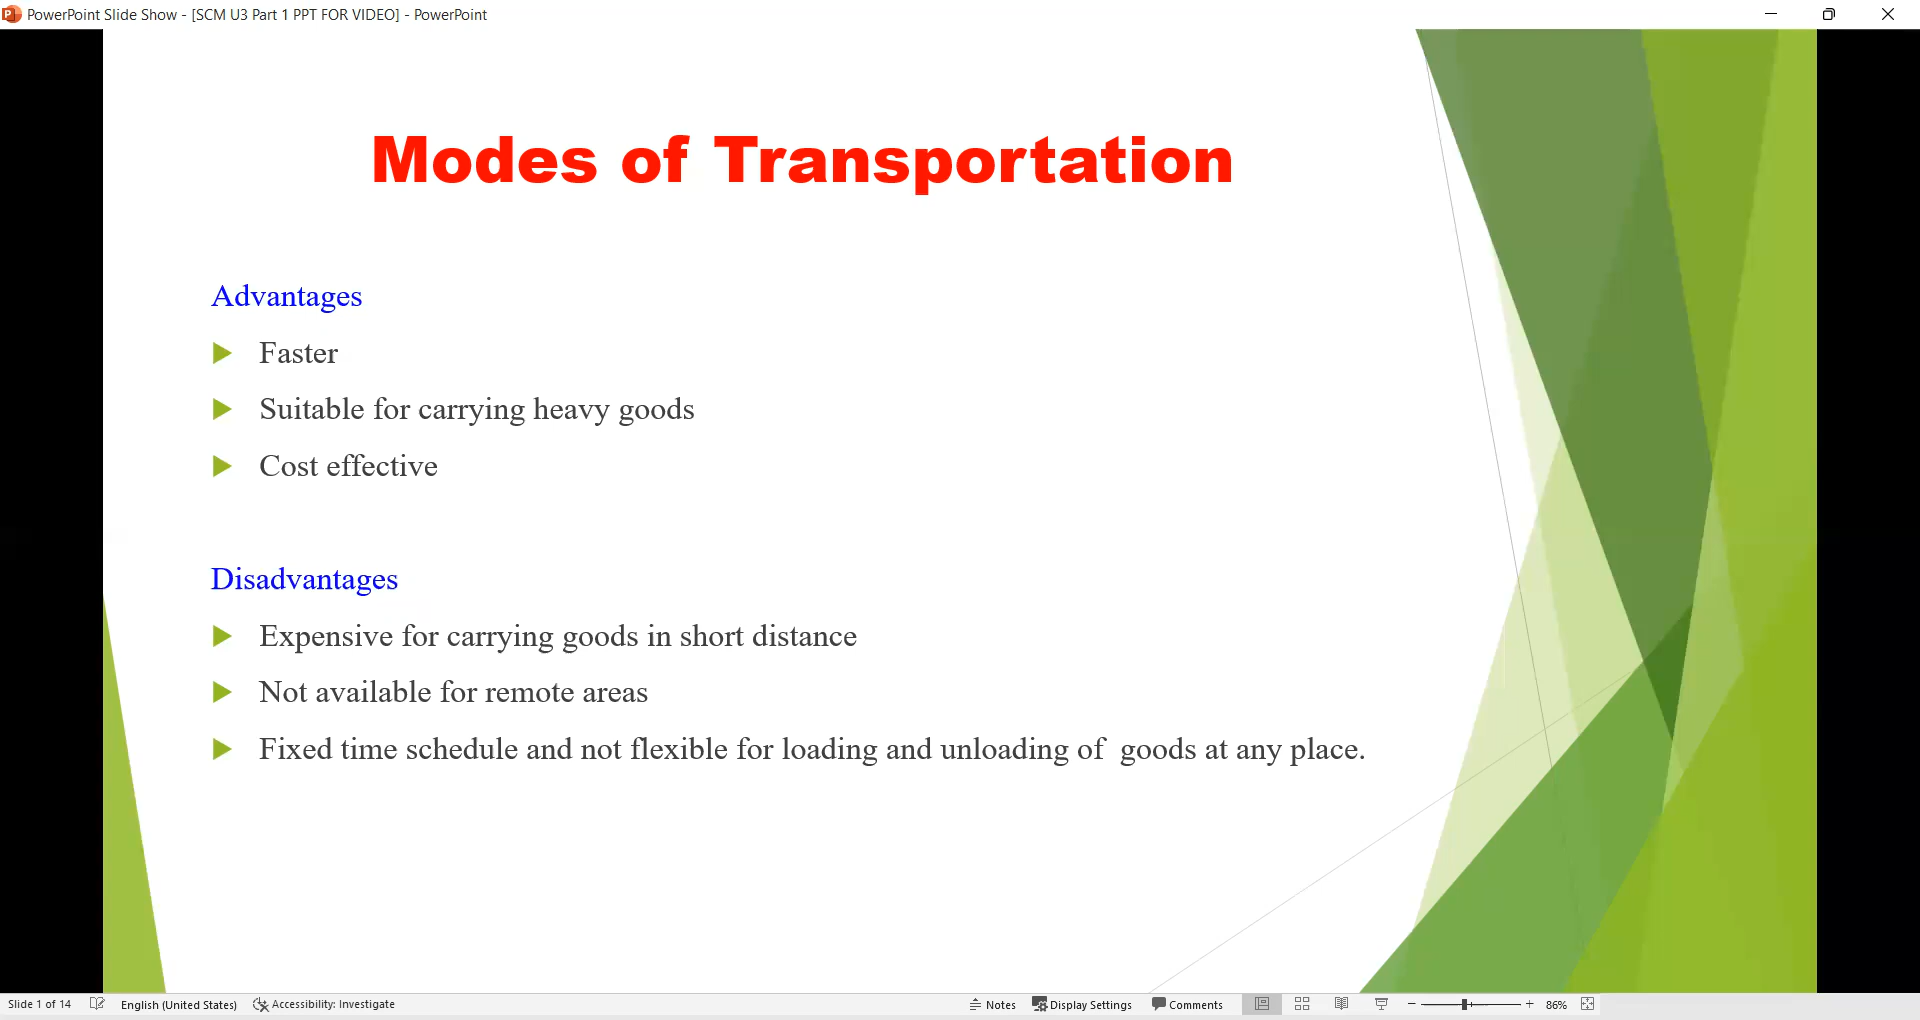 PowerPoint Slide Show - [SCM U3 Part 1 PPT FOR VIDEO] - PowerPoint
Modes of Transportation
Advantages
Faster
Suitable for carrying heavy goods
Cost effective
Disadvantages
Expensive for carrying goods in short distance
Not available for remote areas
Fixed time schedule and not flexible for loading and unloading of goods at any place.
Slide 1 of 14 English (United States) Accessibility: Investigate Notes Display Settings Comments 86%